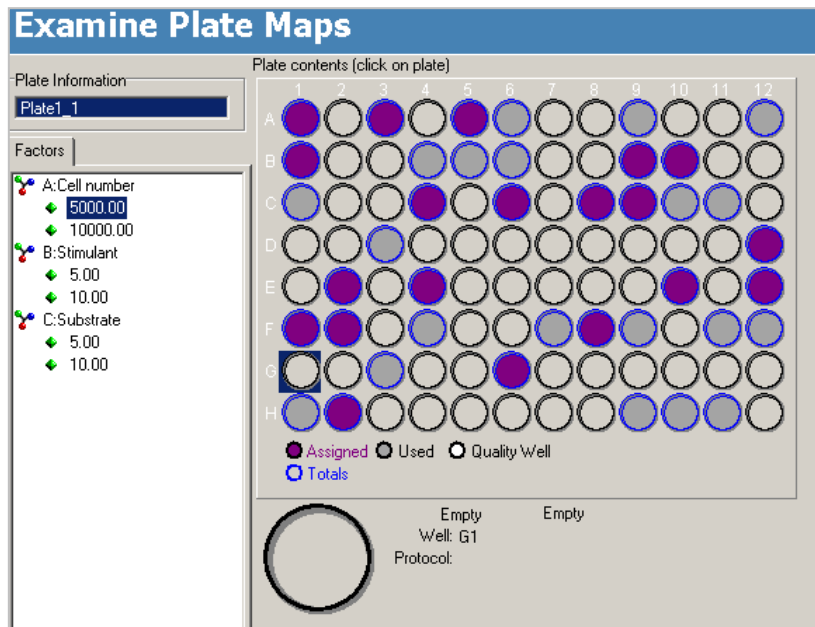 Examine Plate Maps
Plate Information
Plate1_1
Factors
A:Cell number
5000.00
10000.00
B:Stimulant
5.00
10.00
C:Substrate
5.00
10.00
Plate contents (click on plate)
1 2 3 4 5 6 7 8 9 10 11 12
A
B
C
D
E
F
G
H
Assigned Used Quality Well
Totals
Empty Empty
Well: G1
Protocol: